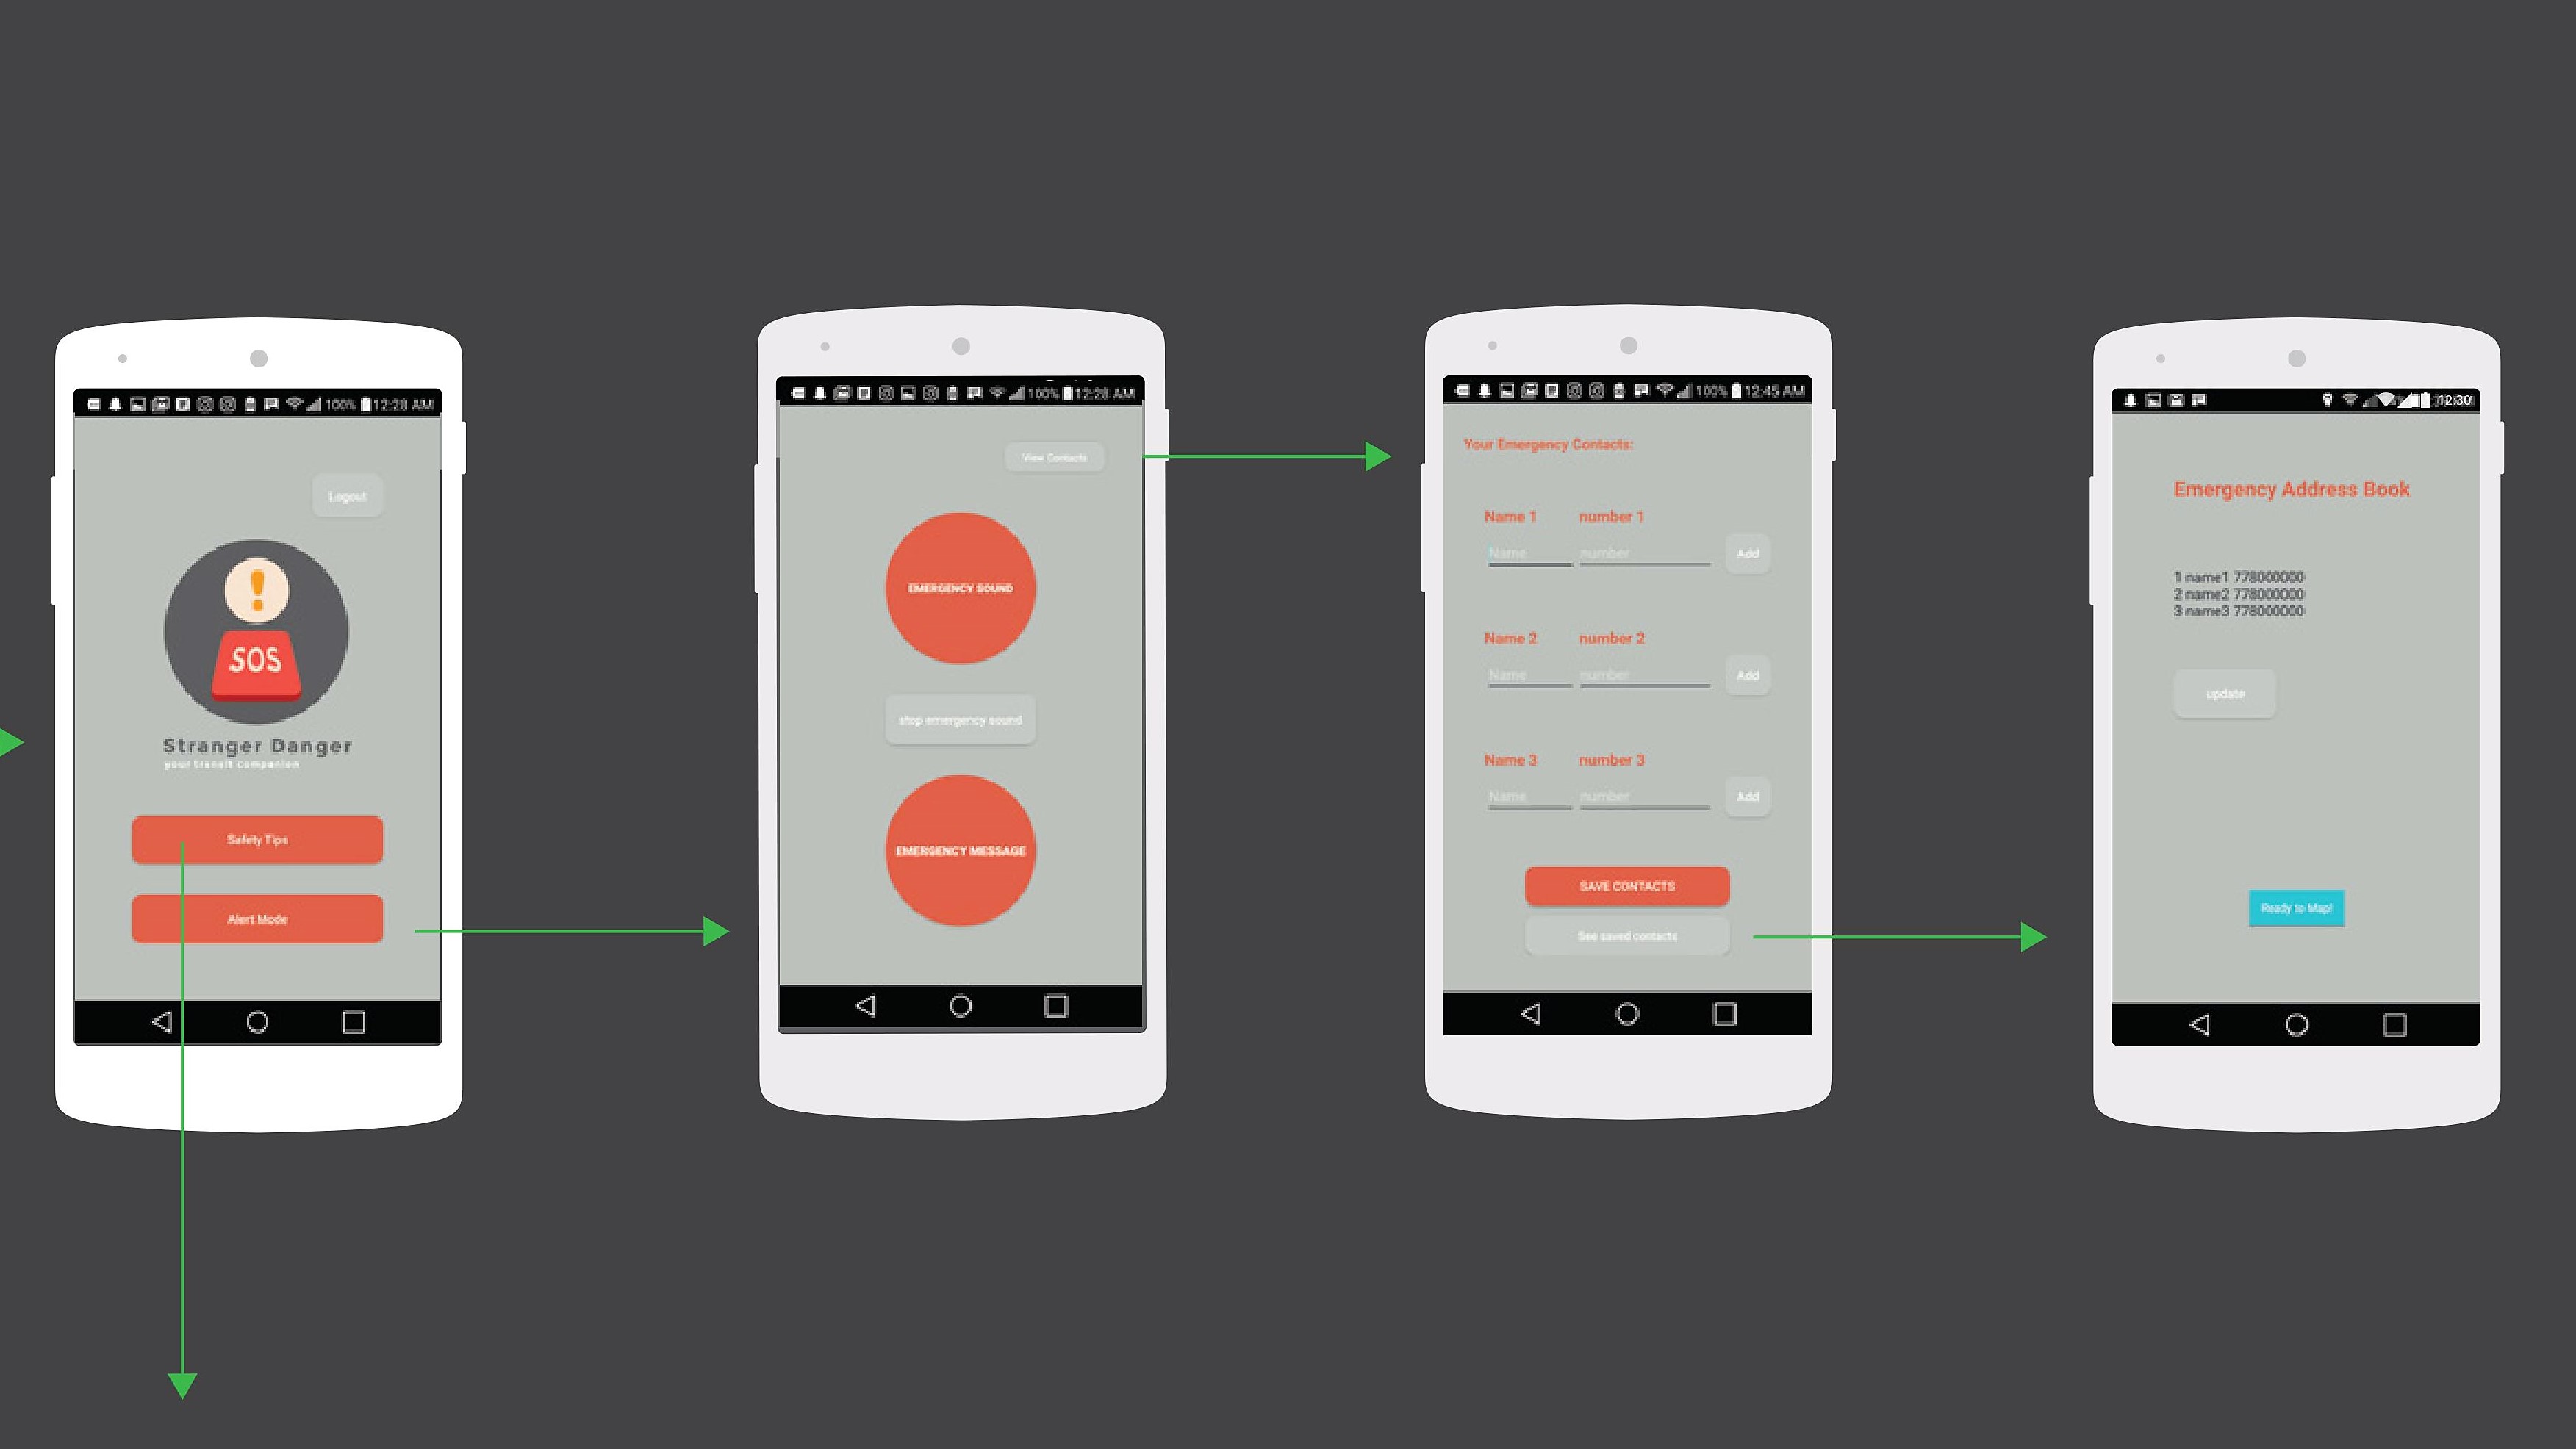 100% 12:28 AM
Logout
!
SOS
Stranger Danger
your transit companion
Safety Tips
Alert Mode
100% 12:28 AM
View Contacts
EMERGENCY SOUND
stop emergency sound
EMERGENCY MESSAGE
100% 12:45 AM
Your Emergency Contacts:
Name 1 number 1
Name number Add
Name 2 number 2
Name number Add
Name 3 number 3
Name number Add
SAVE CONTACTS
See saved contacts
12:30
Emergency Address Book
1 name1 778000000
2 name2 778000000
3 name3 778000000
update
Ready to Map!